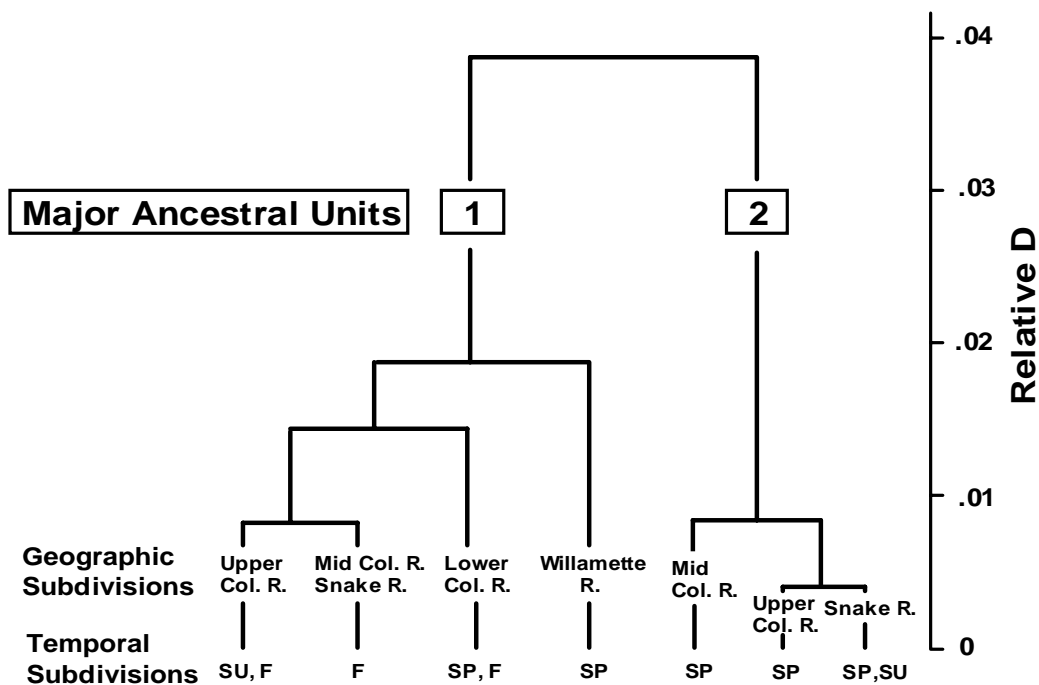 .04
.03
Major Ancestral Units 1 2
Relative D
.02
.01
Geographic
Subdivisions
Upper
Col. R.
Mid Col. R.
Snake R.
Lower
Col. R.
Willamette
R.
Mid
Col. R.
Upper
Col. R.
Snake R.
0
Temporal
Subdivisions
SU, F F SP, F SP SP SP SP,SU